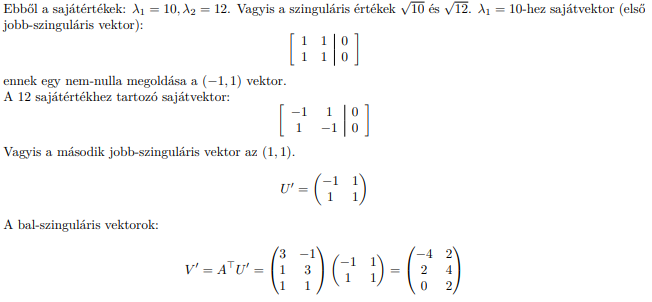 Ebből a sajátértékek: λ₁ = 10, λ₂ = 12. Vagyis a szinguláris értékek √10 és √12. λ₁ = 10-hez sajátvektor (első
jobb-szinguláris vektor):
[ 1 1 | 0 ]
[ 1 1 | 0 ]
ennek egy nem-nulla megoldása a (−1, 1) vektor.
A 12 sajátértékhez tartozó sajátvektor:
[ −1 1 | 0 ]
[ 1 −1 | 0 ]
Vagyis a második jobb-szinguláris vektor az (1, 1).
U′ = ( −1 1 ; 1 1 )
A bal-szinguláris vektorok:
V′ = A⊤U′ = ( 3 −1 ; 1 3 ; 1 1 ) ( −1 1 ; 1 1 ) = ( −4 2 ; 2 4 ; 0 2 )